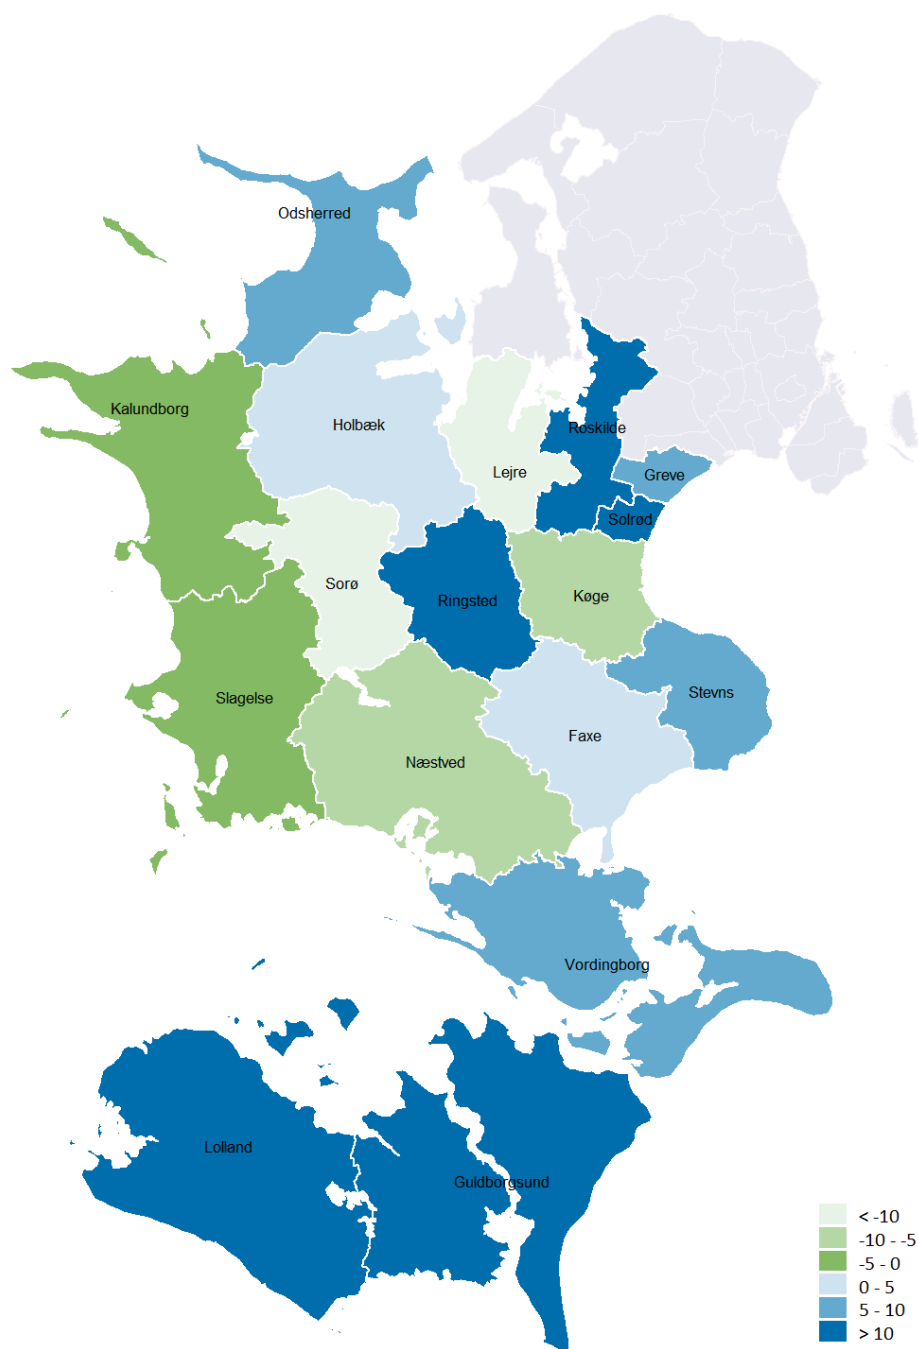 Odsherred
Kalundborg
Holbæk
Roskilde
Lejre
Greve
Solrød
Sorø
Ringsted
Køge
Slagelse
Stevns
Faxe
Næstved
Vordingborg
Lolland
Guldborgsund
< -10
-10 - -5
-5 - 0
0 - 5
5 - 10
> 10